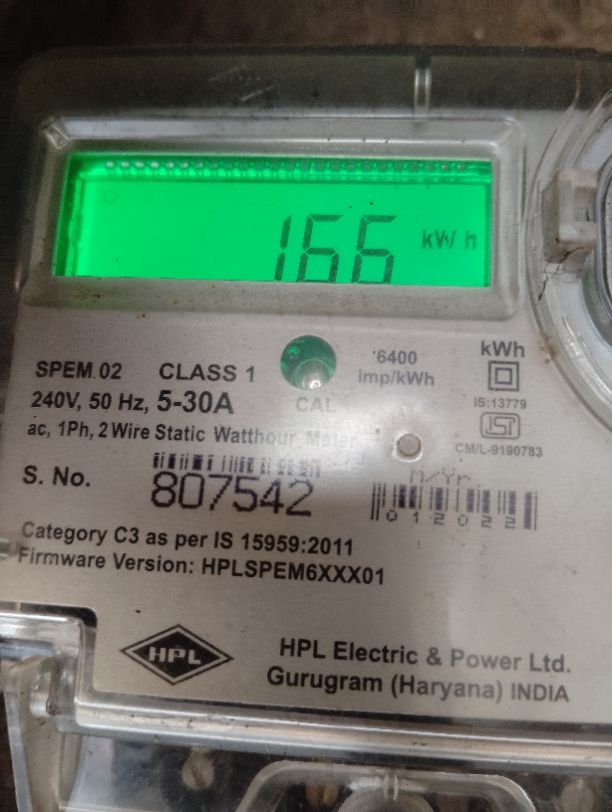 166 kWh
SPEM.02 CLASS 1
240V, 50 Hz, 5-30A
ac, 1Ph, 2 Wire Static Watthour Meter
CAL
6400
imp/kWh
kWh
IS:13779
ISI
CM/L-9190783
S. No.
807542
M/Yr
012022
Category C3 as per IS 15959:2011
Firmware Version: HPLSPEM6XXX01
HPL
HPL Electric & Power Ltd.
Gurugram (Haryana) INDIA